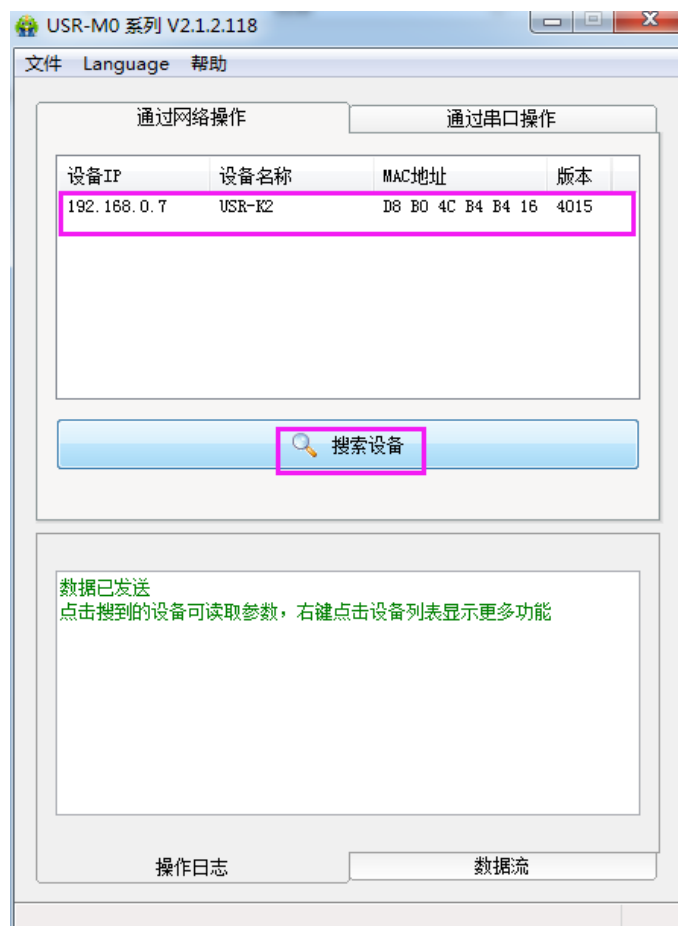 USR-M0 系列 V2.1.2.118
文件 Language 帮助
通过网络操作 通过串口操作
设备IP 设备名称 MAC地址 版本
192.168.0.7 USR-K2 D8 B0 4C B4 B4 16 4015
搜索设备
数据已发送
点击搜到的设备可读取参数，右键点击设备列表显示更多功能
操作日志 数据流